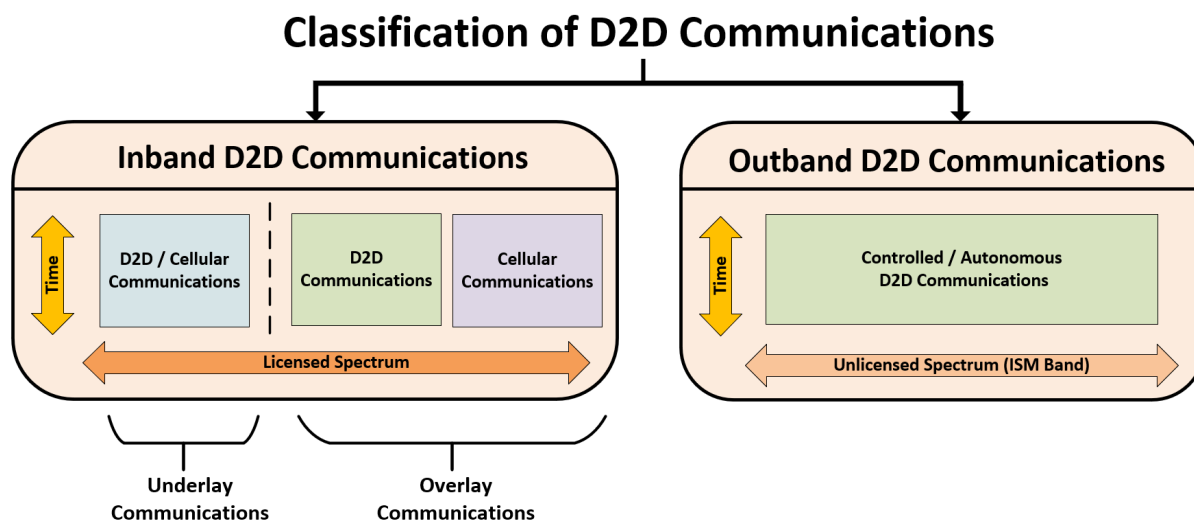 Classification of D2D Communications
Inband D2D Communications
Time
D2D / Cellular
Communications
D2D
Communications
Cellular
Communications
Licensed Spectrum
Underlay
Communications
Overlay
Communications
Outband D2D Communications
Time
Controlled / Autonomous
D2D Communications
Unlicensed Spectrum (ISM Band)